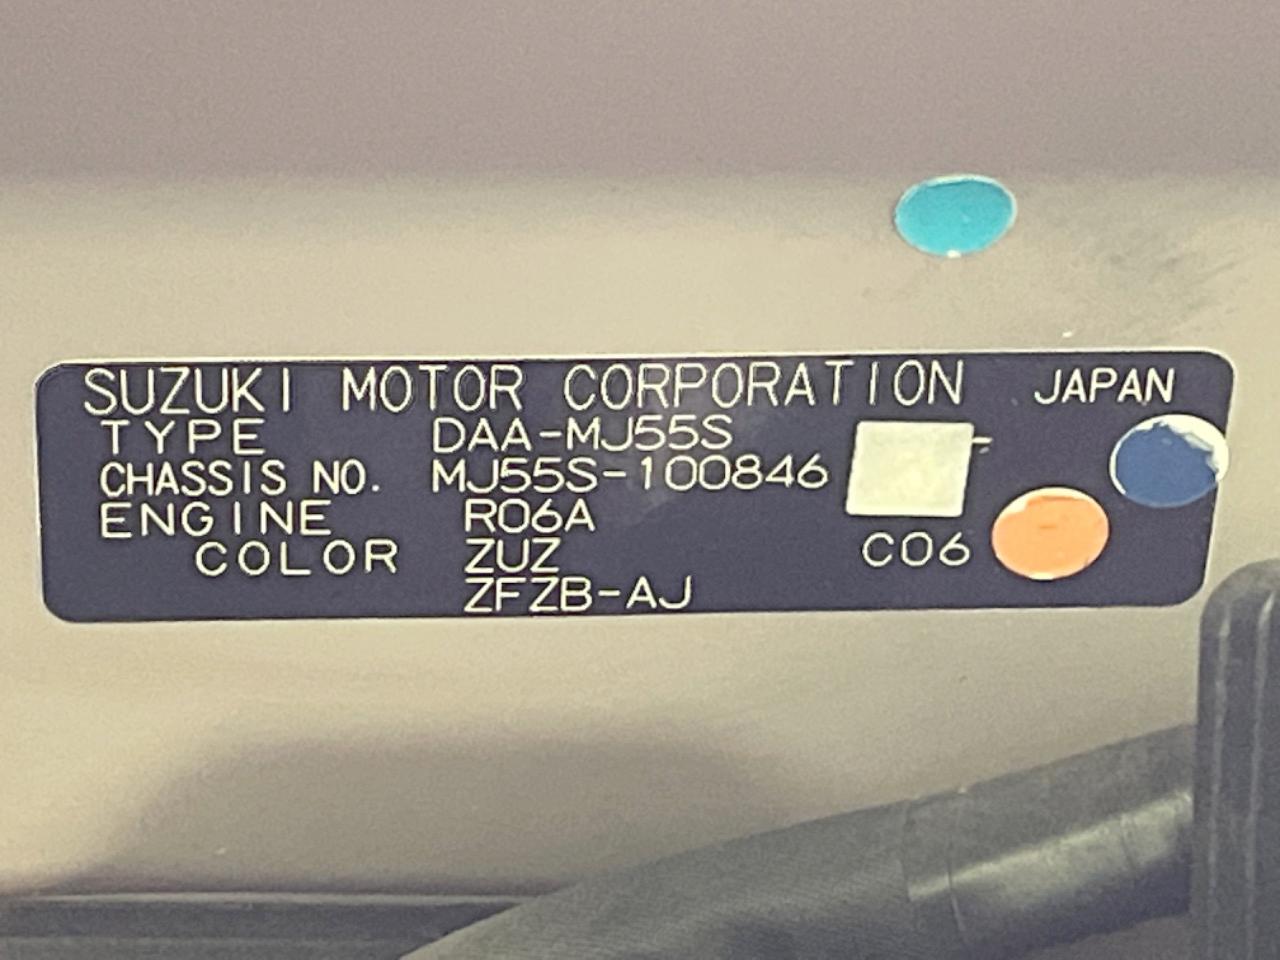 SUZUKI MOTOR CORPORATION JAPAN
TYPE DAA-MJ55S
CHASSIS NO. MJ55S-100846
ENGINE R06A
COLOR ZUZ C06
ZFZB-AJ